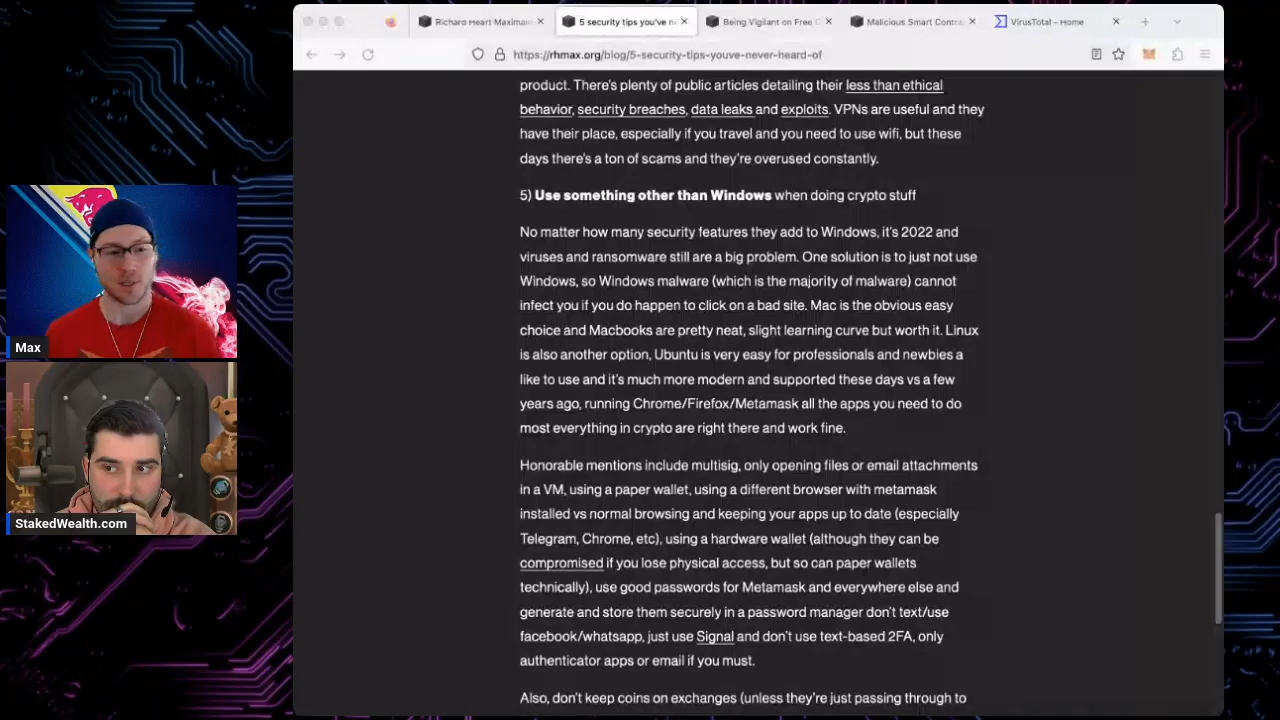 Richard Heart Maximalis
5 security tips you've ne
Being Vigilant on Free C
Malicious Smart Contra
VirusTotal - Home
https://rhmax.org/blog/5-security-tips-youve-never-heard-of
product. There's plenty of public articles detailing their less than ethical
behavior, security breaches, data leaks and exploits. VPNs are useful and they
have their place, especially if you travel and you need to use wifi, but these
days there's a ton of scams and they're overused constantly.
5) Use something other than Windows when doing crypto stuff
No matter how many security features they add to Windows, it's 2022 and
viruses and ransomware still are a big problem. One solution is to just not use
Windows, so Windows malware (which is the majority of malware) cannot
infect you if you do happen to click on a bad site. Mac is the obvious easy
choice and Macbooks are pretty neat, slight learning curve but worth it. Linux
is also another option, Ubuntu is very easy for professionals and newbies a
like to use and it's much more modern and supported these days vs a few
years ago, running Chrome/Firefox/Metamask all the apps you need to do
most everything in crypto are right there and work fine.
Honorable mentions include multisig, only opening files or email attachments
in a VM, using a paper wallet, using a different browser with metamask
installed vs normal browsing and keeping your apps up to date (especially
Telegram, Chrome, etc), using a hardware wallet (although they can be
compromised if you lose physical access, but so can paper wallets
technically), use good passwords for Metamask and everywhere else and
generate and store them securely in a password manager don't text/use
facebook/whatsapp, just use Signal and don't use text-based 2FA, only
authenticator apps or email if you must.
Also, don't keep coins on exchanges (unless they're just passing through to
Max
StakedWealth.com